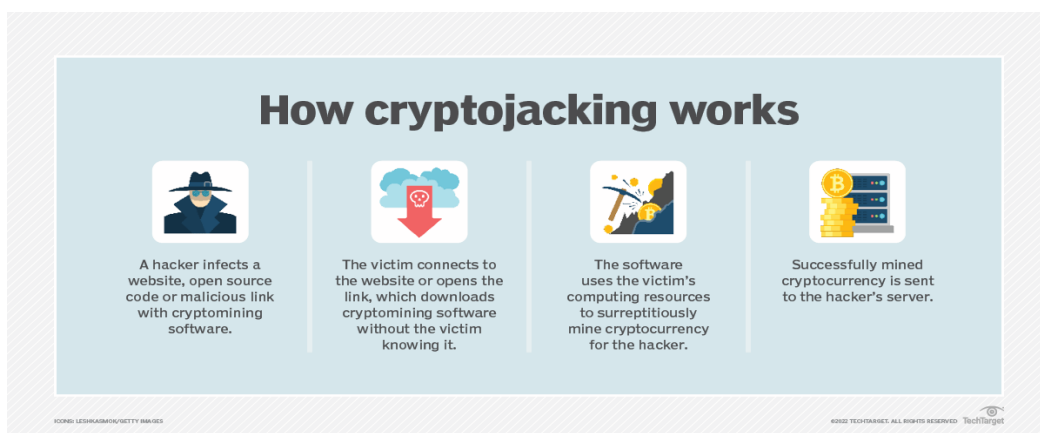 How cryptojacking works
A hacker infects a
website, open source
code or malicious link
with cryptomining
software.
The victim connects to
the website or opens the
link, which downloads
cryptomining software
without the victim
knowing it.
The software
uses the victim's
computing resources
to surreptitiously
mine cryptocurrency
for the hacker.
Successfully mined
cryptocurrency is sent
to the hacker's server.
ICONS: LESHKASMOK/GETTY IMAGES
©2022 TECHTARGET. ALL RIGHTS RESERVED TechTarget